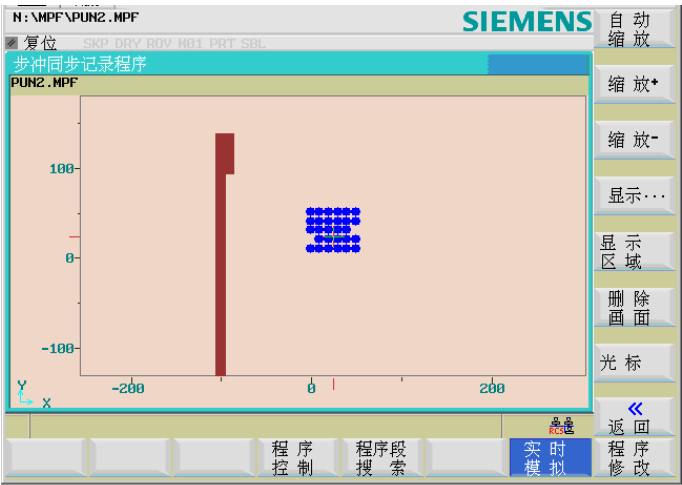 N:\MPF\PUN2.MPF
SIEMENS
复位 SKP DRY ROV M01 PRT SBL
步冲同步记录程序
PUN2.MPF
100
0
-100
-200
0
200
Y
X
RCS
自动
缩放
缩放+
缩放-
显示···
显示
区域
删除
画面
光标
«
返回
程序
控制
程序段
搜索
实时
模拟
程序
修改